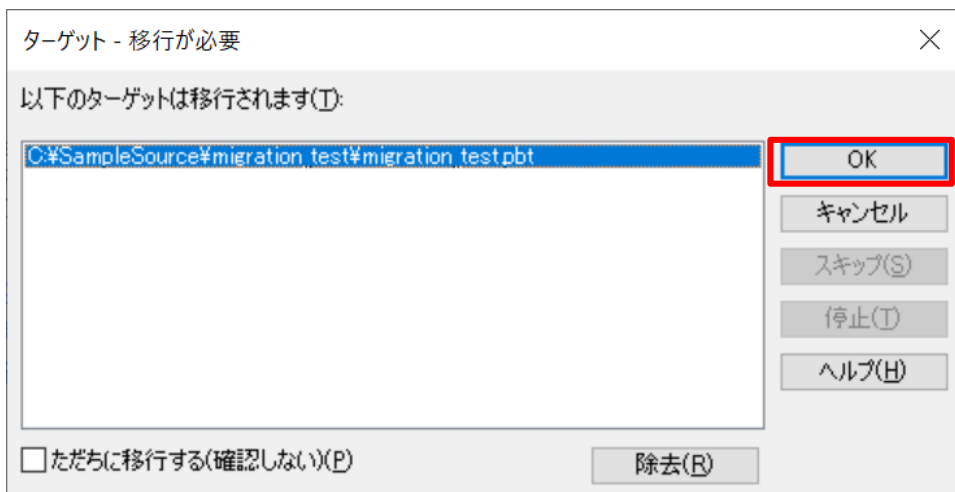 ターゲット - 移行が必要
以下のターゲットは移行されます(T):
C:¥SampleSource¥migration_test¥migration_test.pbt
OK
キャンセル
スキップ(S)
停止(T)
ヘルプ(H)
ただちに移行する(確認しない)(P)
除去(R)